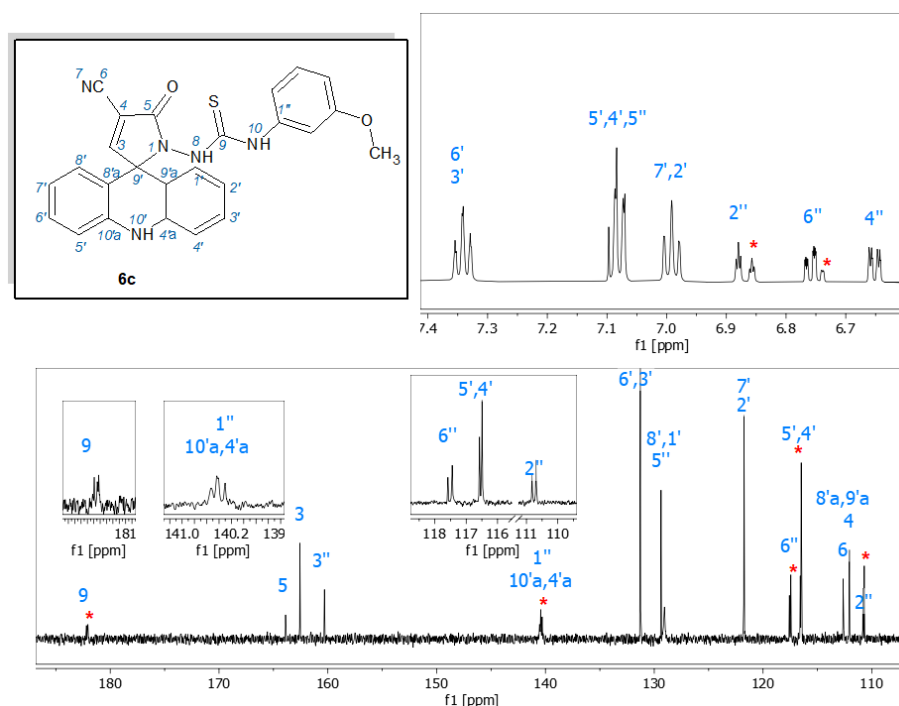 7 NC 6
4
5
O
S
1"
10
O
CH3
3
1
N
NH
8
9
NH
8'
8'a
9'
9'a
1'
2'
7'
6'
3'
10'
5'
10'a
NH
4'a
4'
6c
6'
3'
5',4',5''
7',2'
2''
*
6''
*
4''
7.4 7.3 7.2 7.1 7.0 6.9 6.8 6.7
f1 [ppm]
9
181
f1 [ppm]
1''
10'a,4'a
141.0 140.2 139
f1 [ppm]
5',4'
6''
2''
118 117 116 111 110
f1 [ppm]
6',3'
7'
2'
8',1'
5''
5',4'
*
8'a,9'a
4
3
5
3''
1''
10'a,4'a
*
6''
*
6
*
2''
9
*
180 170 160 150 140 130 120 110
f1 [ppm]